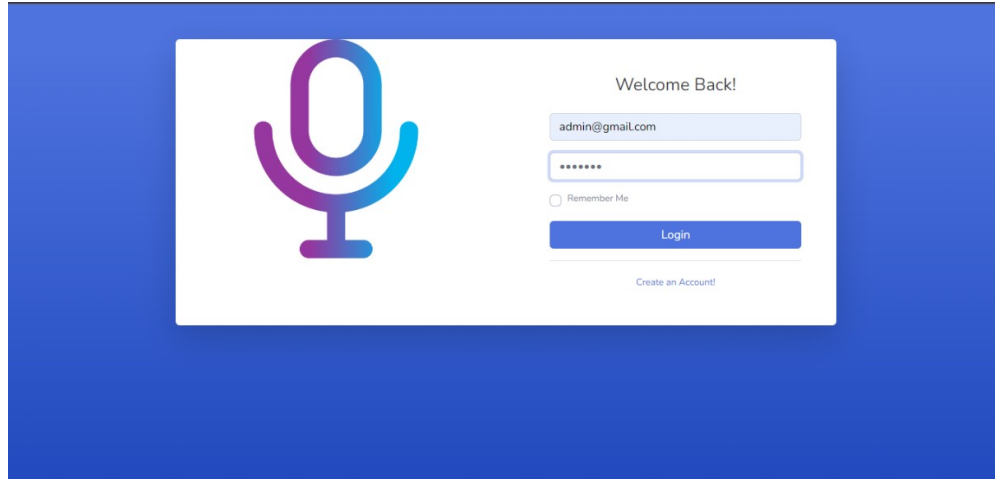 Welcome Back!
admin@gmail.com
•••••••
Remember Me
Login
Create an Account!